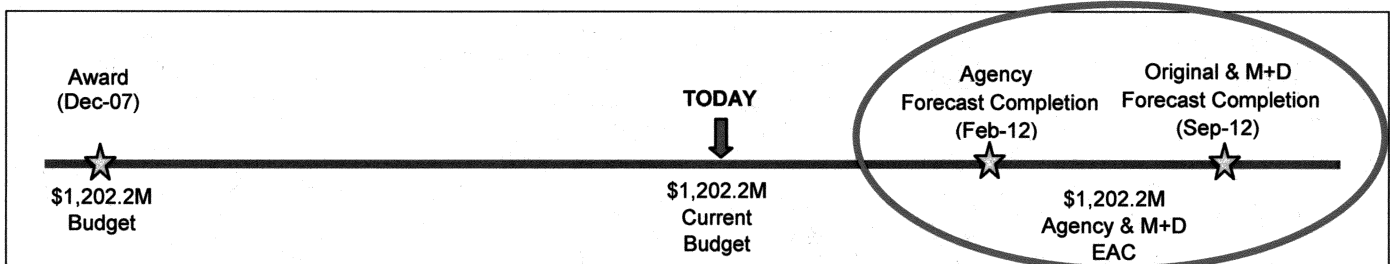 Award
(Dec-07)
$1,202.2M
Budget
TODAY
$1,202.2M
Current
Budget
Agency
Forecast Completion
(Feb-12)
Original & M+D
Forecast Completion
(Sep-12)
$1,202.2M
Agency & M+D
EAC